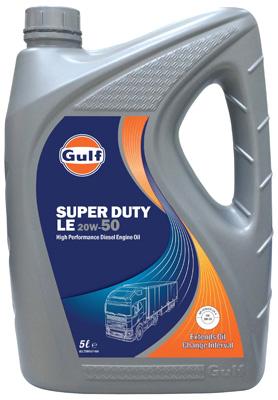 Gulf
SUPER DUTY
LE 20W-50
High Performance Diesel Engine Oil
5L e
Extends Oil
Change Interval
Gulf